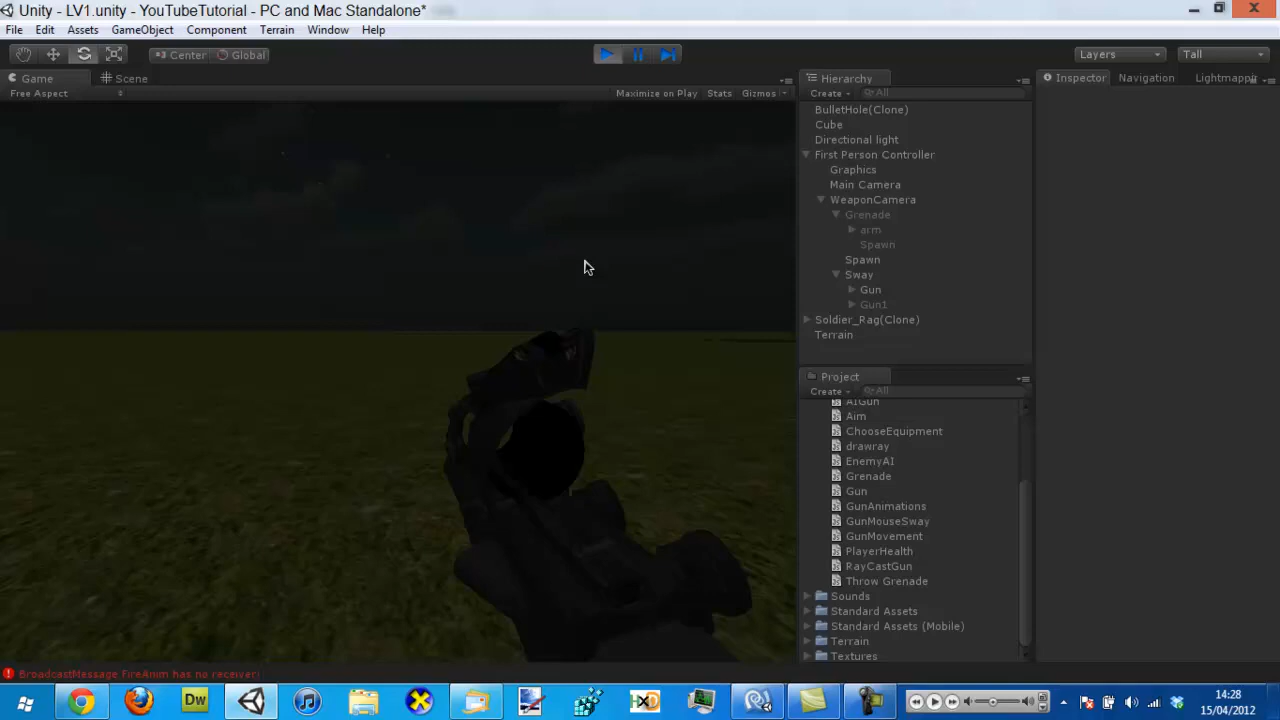 Unity - LV1.unity - YouTubeTutorial - PC and Mac Standalone*
File Edit Assets GameObject Component Terrain Window Help
Center Global Layers Tall
Game Scene Hierarchy Inspector Navigation
Free Aspect Maximize on Play Stats Gizmos Create All
BulletHole(Clone)
Cube
Directional light
First Person Controller
Graphics
Main Camera
WeaponCamera
Grenade
arm
Spawn
Spawn
Sway
Gun
Gun1
Soldier_Rag(Clone)
Terrain
Project
Create All
AIGun
Aim
ChooseEquipment
drawray
EnemyAI
Grenade
Gun
GunAnimations
GunMouseSway
GunMovement
PlayerHealth
RayCastGun
Throw Grenade
Sounds
Standard Assets
Standard Assets (Mobile)
Terrain
Textures
BroadcastMessage FireAnim has no receiver!
Dw
14:28
15/04/2012